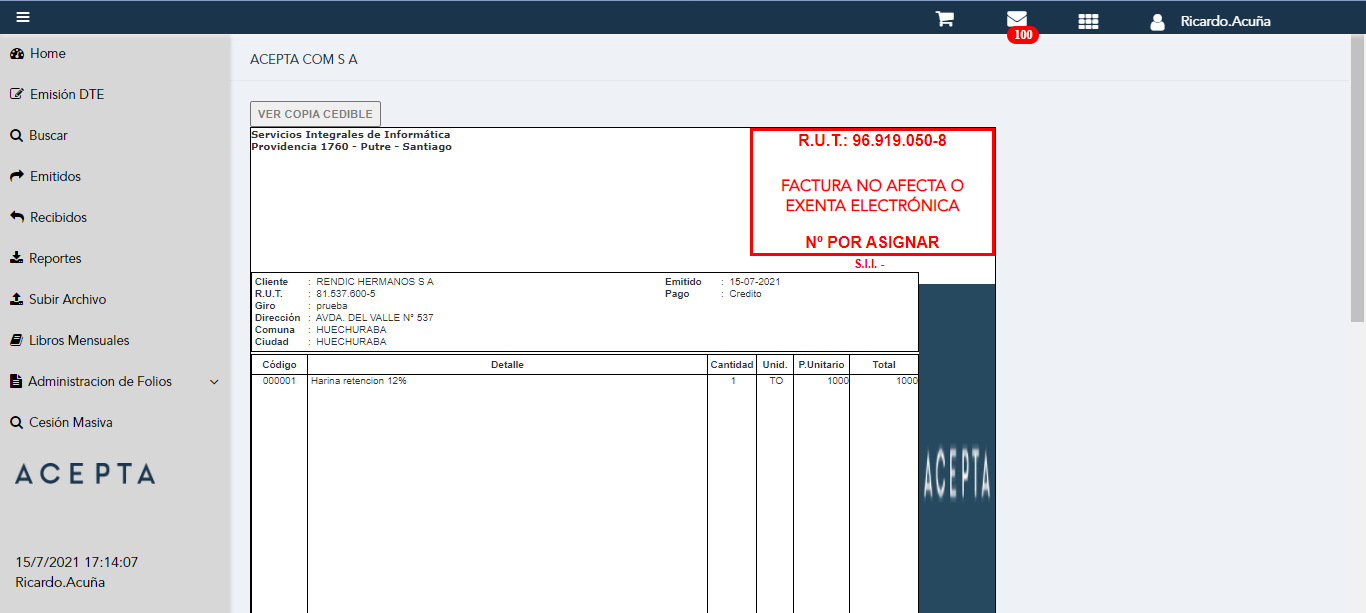 100
Ricardo.Acuña
Home
Emisión DTE
Buscar
Emitidos
Recibidos
Reportes
Subir Archivo
Libros Mensuales
Administracion de Folios
Cesión Masiva
ACEPTA
15/7/2021 17:14:07
Ricardo.Acuña
ACEPTA COM S A
VER COPIA CEDIBLE
Servicios Integrales de Informática
Providencia 1760 - Putre - Santiago
R.U.T.: 96.919.050-8
FACTURA NO AFECTA O
EXENTA ELECTRÓNICA
Nº POR ASIGNAR
S.I.I. -
Cliente : RENDIC HERMANOS S A Emitido : 15-07-2021
R.U.T. : 81.537.600-5 Pago : Credito
Giro : prueba
Dirección : AVDA. DEL VALLE N° 537
Comuna : HUECHURABA
Ciudad : HUECHURABA
Código Detalle Cantidad Unid. P.Unitario Total
000001 Harina retencion 12% 1 TO 1000 1000
ACEPTA